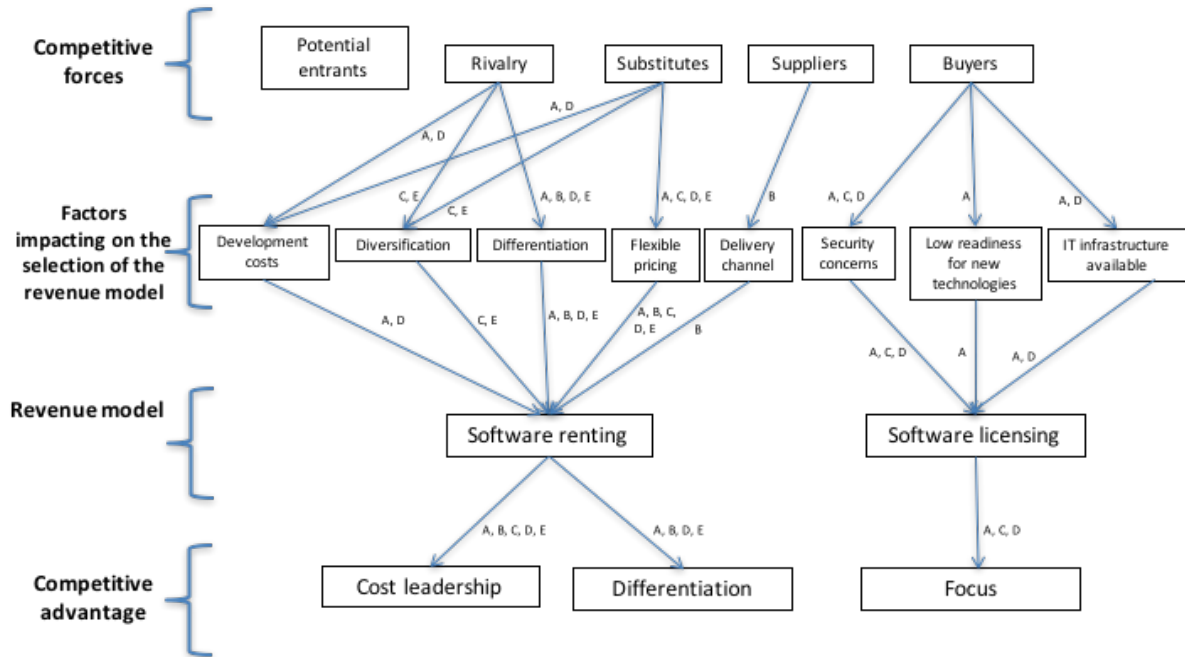 Competitive
forces
Potential
entrants
Rivalry
Substitutes
Suppliers
Buyers
A, D
A, D
C, E
C, E
A, B, D, E
A, C, D, E
B
A, C, D
A
A, D
Factors
impacting on the
selection of the
revenue model
Development
costs
Diversification
Differentiation
Flexible
pricing
Delivery
channel
Security
concerns
Low readiness
for new
technologies
IT infrastructure
available
A, D
C, E
A, B, D, E
A, B, C,
D, E
B
A, C, D
A
A, D
Revenue model
Software renting
Software licensing
A, B, C, D, E
A, B, D, E
A, C, D
Competitive
advantage
Cost leadership
Differentiation
Focus